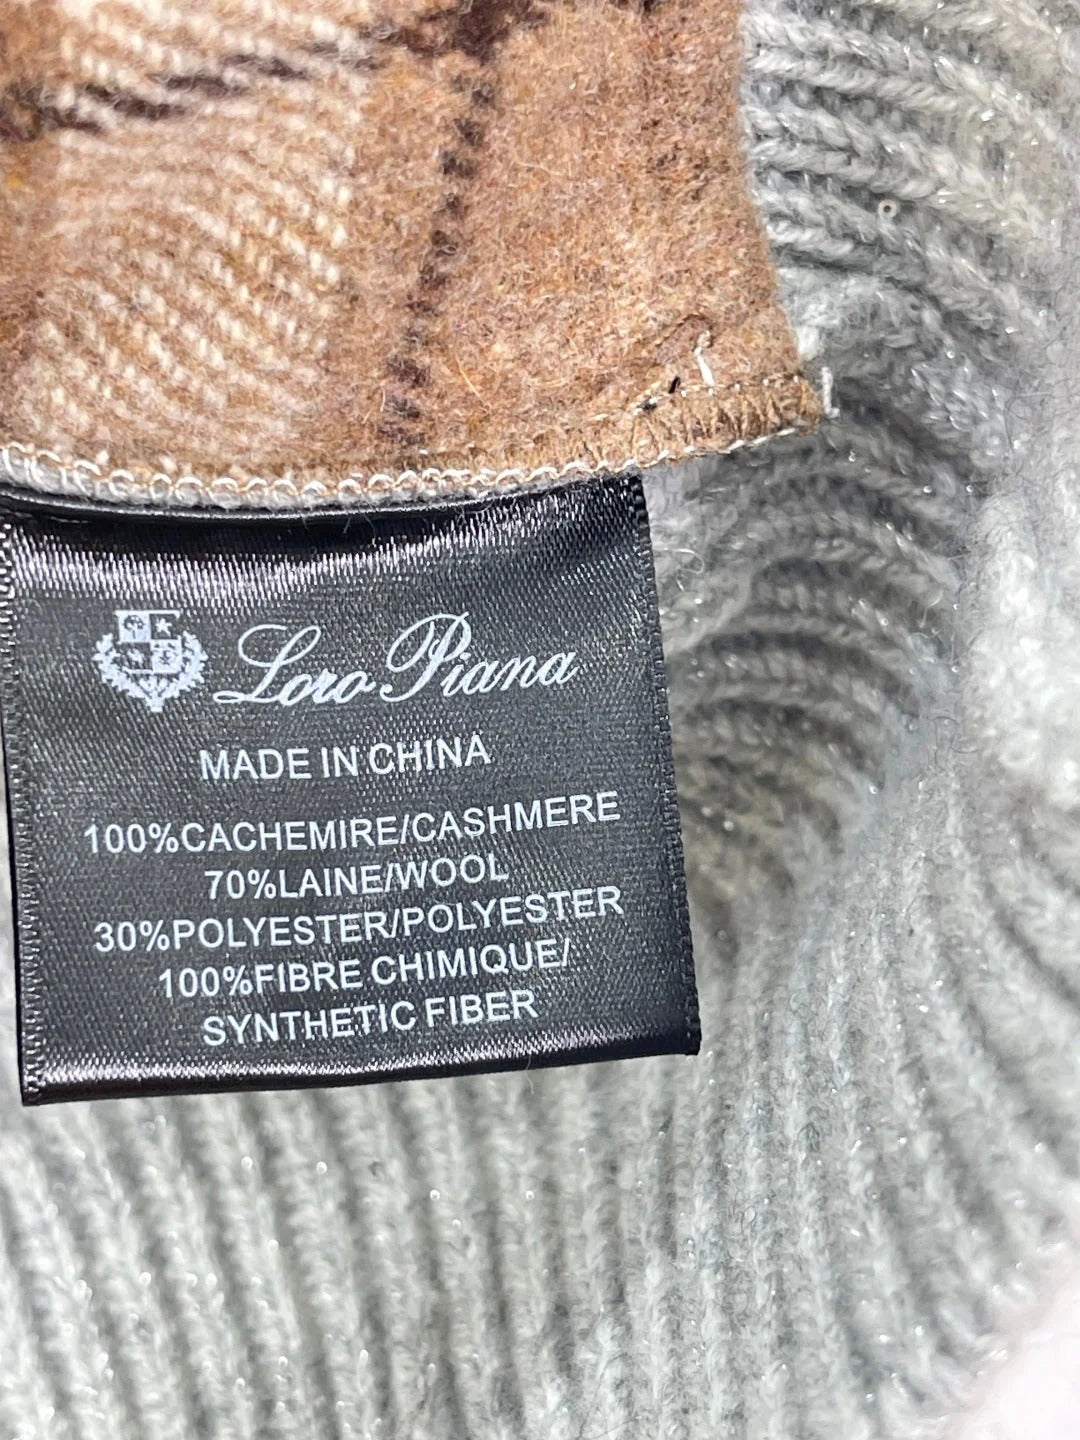 Loro Piana
MADE IN CHINA
100%CACHEMIRE/CASHMERE
70%LAINE/WOOL
30%POLYESTER/POLYESTER
100%FIBRE CHIMIQUE/
SYNTHETIC FIBER